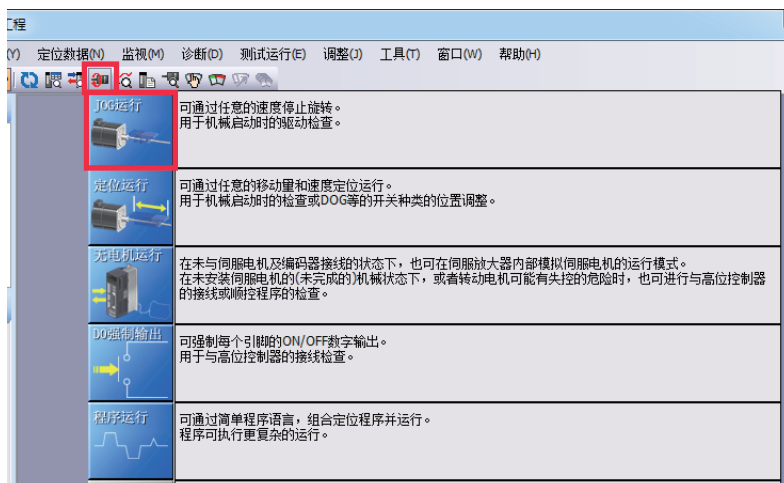 工程
(Y) 定位数据(N) 监视(M) 诊断(D) 测试运行(E) 调整(J) 工具(T) 窗口(W) 帮助(H)
JOG运行
可通过任意的速度停止旋转。
用于机械启动时的驱动检查。
定位运行
可通过任意的移动量和速度定位运行。
用于机械启动时的检查或DOG等的开关种类的位置调整。
无电机运行
在未与伺服电机及编码器接线的状态下，也可在伺服放大器内部模拟伺服电机的运行模式。
在未安装伺服电机的(未完成的)机械状态下，或者转动电机可能有失控的危险时，也可进行与高位控制器
的接线或顺控程序的检查。
DO强制输出
可强制每个引脚的ON/OFF数字输出。
用于与高位控制器的接线检查。
程序运行
可通过简单程序语言，组合定位程序并运行。
程序可执行更复杂的运行。